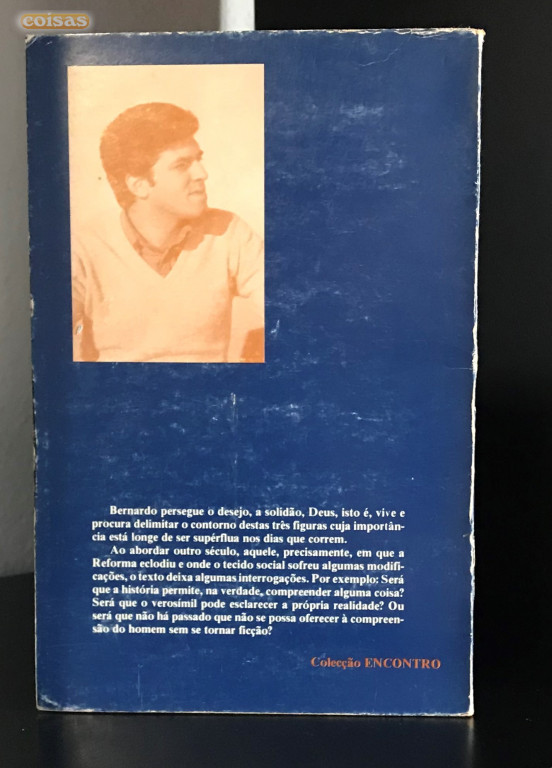 coisas
Bernardo persegue o desejo, a solidão, Deus, isto é, vive e
procura delimitar o contorno destas três figuras cuja importân-
cia está longe de ser supérflua nos dias que correm.
Ao abordar outro século, aquele, precisamente, em que a
Reforma eclodiu e onde o tecido social sofreu algumas modifi-
cações, o texto deixa algumas interrogações. Por exemplo: Será
que a história permite, na verdade, compreender alguma coisa?
Será que o verosímil pode esclarecer a própria realidade? Ou
será que não há passado que não se possa oferecer à compreen-
são do homem sem se tornar ficção?
Colecção ENCONTRO